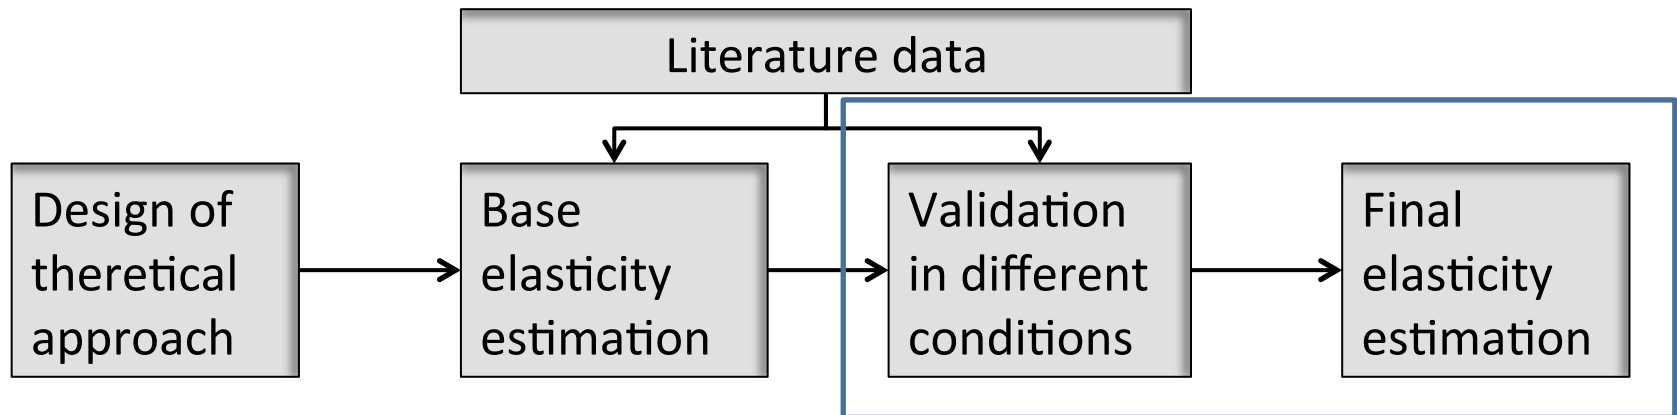 Literature data
Design of
theretical
approach
Base
elasticity
estimation
Validation
in different
conditions
Final
elasticity
estimation